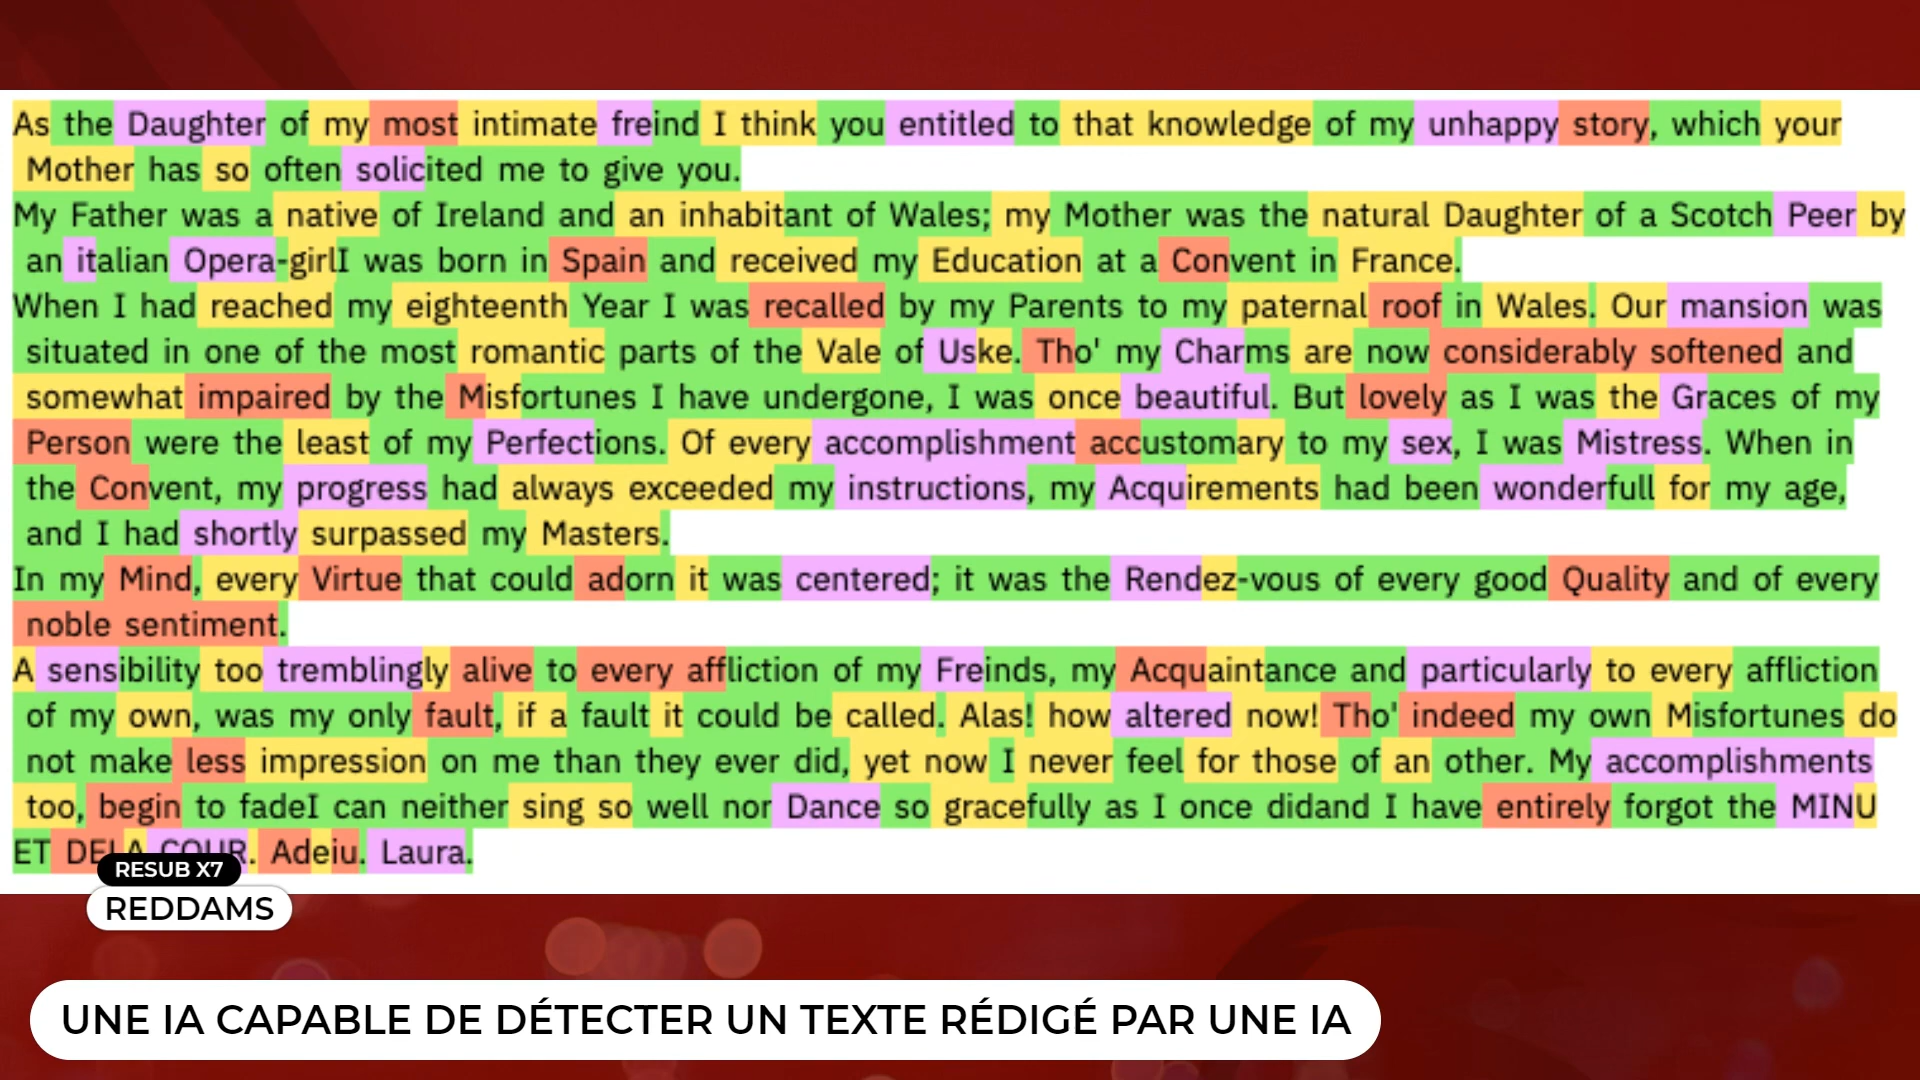 As the Daughter of my most intimate freind I think you entitled to that knowledge of my unhappy story, which your
Mother has so often solicited me to give you.
My Father was a native of Ireland and an inhabitant of Wales; my Mother was the natural Daughter of a Scotch Peer by
an italian Opera-girlI was born in Spain and received my Education at a Convent in France.
When I had reached my eighteenth Year I was recalled by my Parents to my paternal roof in Wales. Our mansion was
situated in one of the most romantic parts of the Vale of Uske. Tho' my Charms are now considerably softened and
somewhat impaired by the Misfortunes I have undergone, I was once beautiful. But lovely as I was the Graces of my
Person were the least of my Perfections. Of every accomplishment accustomary to my sex, I was Mistress. When in
the Convent, my progress had always exceeded my instructions, my Acquirements had been wonderfull for my age,
and I had shortly surpassed my Masters.
In my Mind, every Virtue that could adorn it was centered; it was the Rendez-vous of every good Quality and of every
noble sentiment.
A sensibility too tremblingly alive to every affliction of my Freinds, my Acquaintance and particularly to every affliction
of my own, was my only fault, if a fault it could be called. Alas! how altered now! Tho' indeed my own Misfortunes do
not make less impression on me than they ever did, yet now I never feel for those of an other. My accomplishments
too, begin to fadeI can neither sing so well nor Dance so gracefully as I once didand I have entirely forgot the MINU
ET DELA COUR. Adeiu. Laura.
RESUB X7
REDDAMS
UNE IA CAPABLE DE DÉTECTER UN TEXTE RÉDIGÉ PAR UNE IA